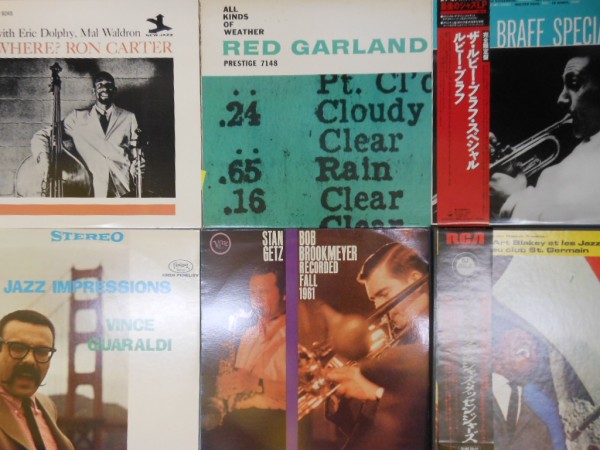 with Eric Dolphy, Mal Waldron
WHERE? RON CARTER
ALL
KINDS
OF
WEATHER
RED GARLAND
PRESTIGE 7148
.. Pt. Cl'd
.24 Cloudy
.. Clear
.65 Rain
.16 Clear
Clear
BRAFF SPECIA
ザ・ルビー・ブラフ・スペシャル
ルビー・ブラフ
STEREO
JAZZ IMPRESSIONS
VINCE
GUARALDI
Verve
STAN
GETZ
BOB
BROOKMEYER
RECORDED
FALL
1961
RCA
Art Blakey et les Jazz
au club St. Germain